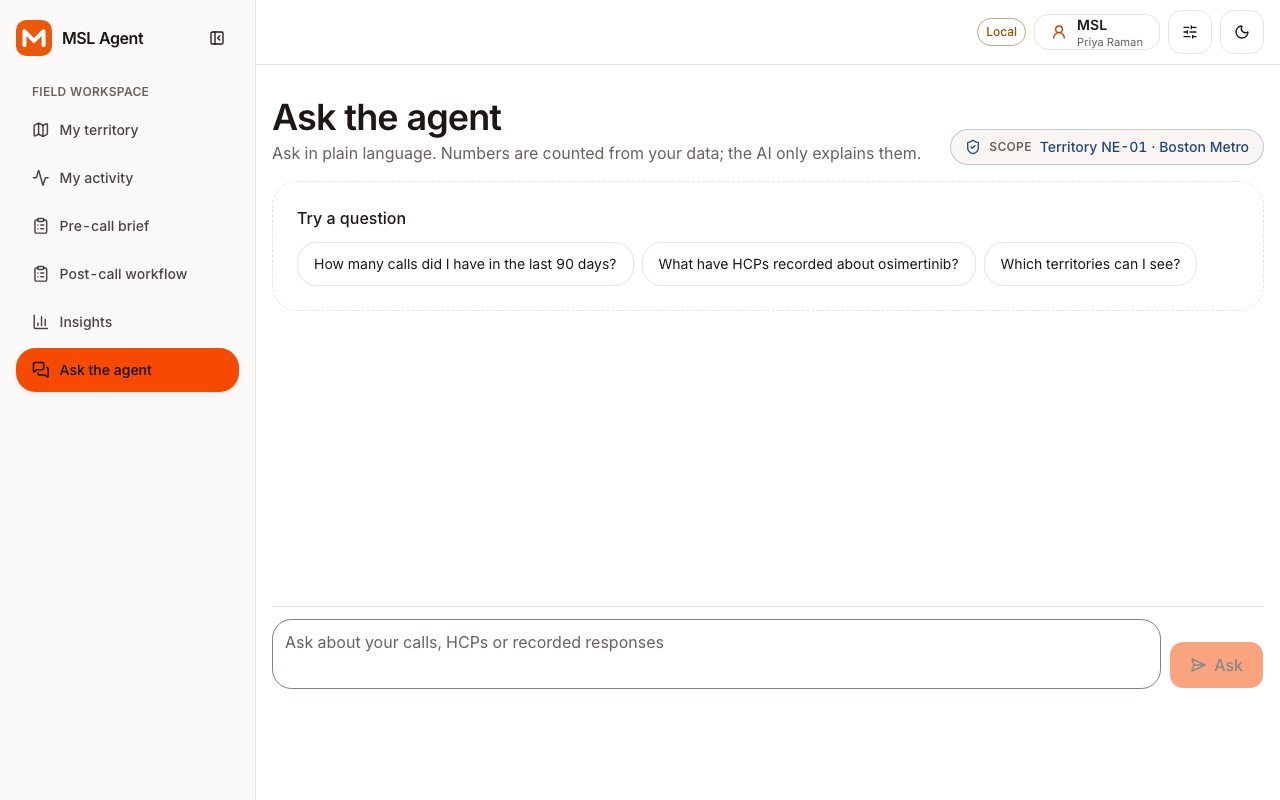 MSL Agent
FIELD WORKSPACE
My territory
My activity
Pre-call brief
Post-call workflow
Insights
Ask the agent
Local
MSL
Priya Raman
Ask the agent
Ask in plain language. Numbers are counted from your data; the AI only explains them.
SCOPE Territory NE-01 · Boston Metro
Try a question
How many calls did I have in the last 90 days?
What have HCPs recorded about osimertinib?
Which territories can I see?
Ask about your calls, HCPs or recorded responses
Ask